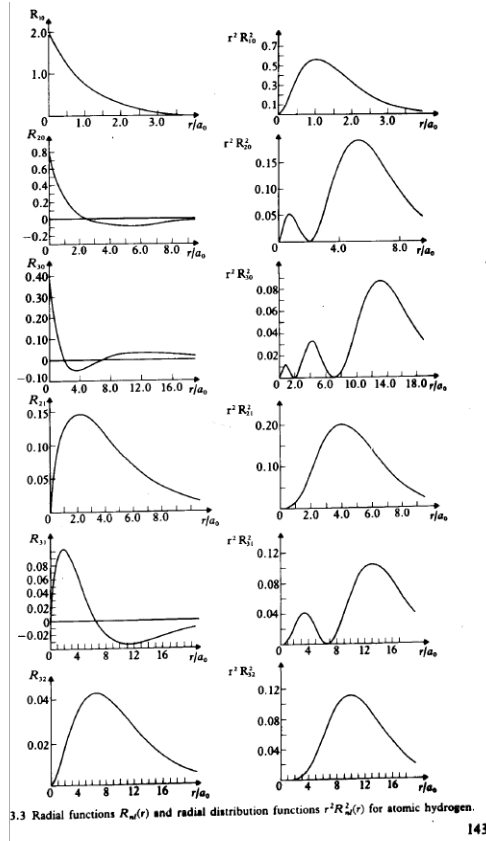 R₁₀
r² R²₁₀
2.0
0.7
0.5
1.0
0.3
0.1
0 1.0 2.0 3.0 r/a₀
0 1.0 2.0 3.0 r/a₀
R₂₀
r² R²₂₀
0.8
0.6
0.4
0.2
0
−0.2
0.15
0.10
0.05
0 2.0 4.0 6.0 8.0 r/a₀
0 4.0 8.0 r/a₀
R₃₀
r² R²₃₀
0.40
0.30
0.20
0.10
0
−0.10
0.08
0.06
0.04
0.02
0 4.0 8.0 12.0 16.0 r/a₀
0 2.0 6.0 10.0 14.0 18.0 r/a₀
R₂₁
r² R²₂₁
0.15
0.10
0.05
0.20
0.10
0 2.0 4.0 6.0 8.0 r/a₀
0 2.0 4.0 6.0 8.0 r/a₀
R₃₁
r² R²₃₁
0.08
0.06
0.04
0.02
0
−0.02
0.12
0.08
0.04
0 4 8 12 16 r/a₀
0 4 8 12 16 r/a₀
R₃₂
r² R²₃₂
0.04
0.02
0.12
0.08
0.04
0 4 8 12 16 r/a₀
0 4 8 12 16 r/a₀
3.3 Radial functions Rₙₗ(r) and radial distribution functions r²R²ₙₗ(r) for atomic hydrogen.
143